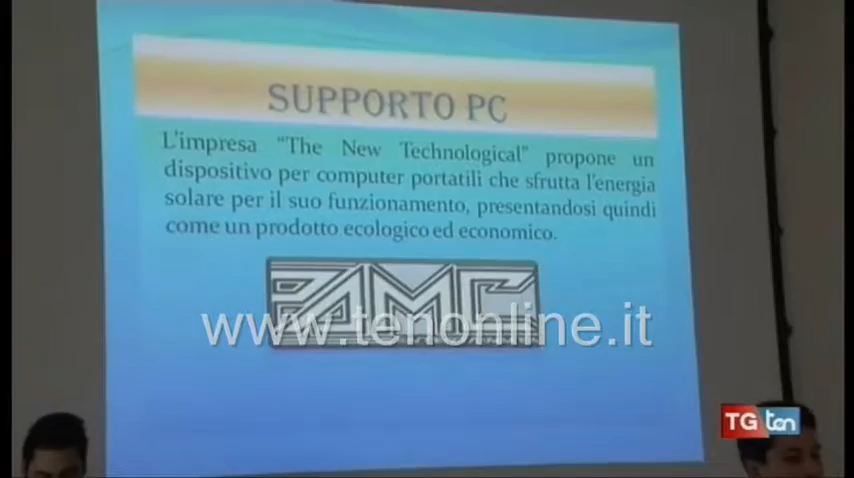 SUPPORTO PC
L'impresa "The New Technological" propone un
dispositivo per computer portatili che sfrutta l'energia
solare per il suo funzionamento, presentandosi quindi
come un prodotto ecologico ed economico.
www.tenonline.it
TG ten